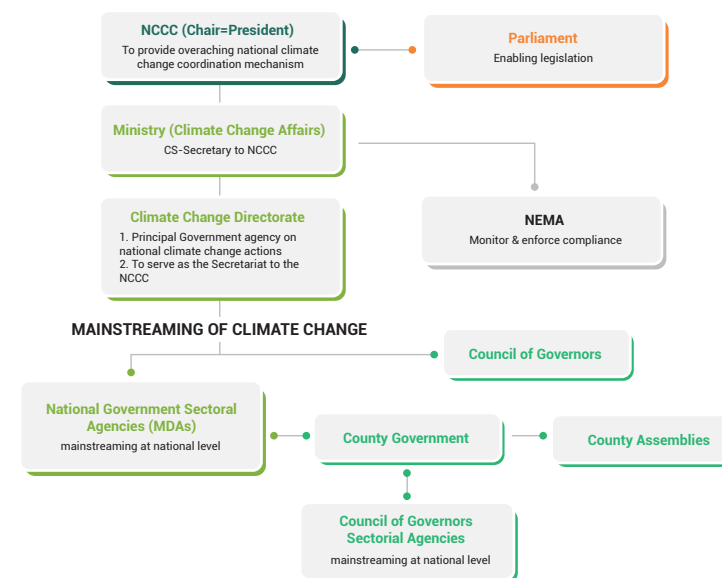 NCCC (Chair=President)
To provide overaching national climate
change coordination mechanism
Parliament
Enabling legislation
Ministry (Climate Change Affairs)
CS-Secretary to NCCC
Climate Change Directorate
1. Principal Government agency on
national climate change actions
2. To serve as the Secretariat to the
NCCC
NEMA
Monitor & enforce compliance
MAINSTREAMING OF CLIMATE CHANGE
Council of Governors
National Government Sectoral
Agencies (MDAs)
mainstreaming at national level
County Government
County Assemblies
Council of Governors
Sectorial Agencies
mainstreaming at national level